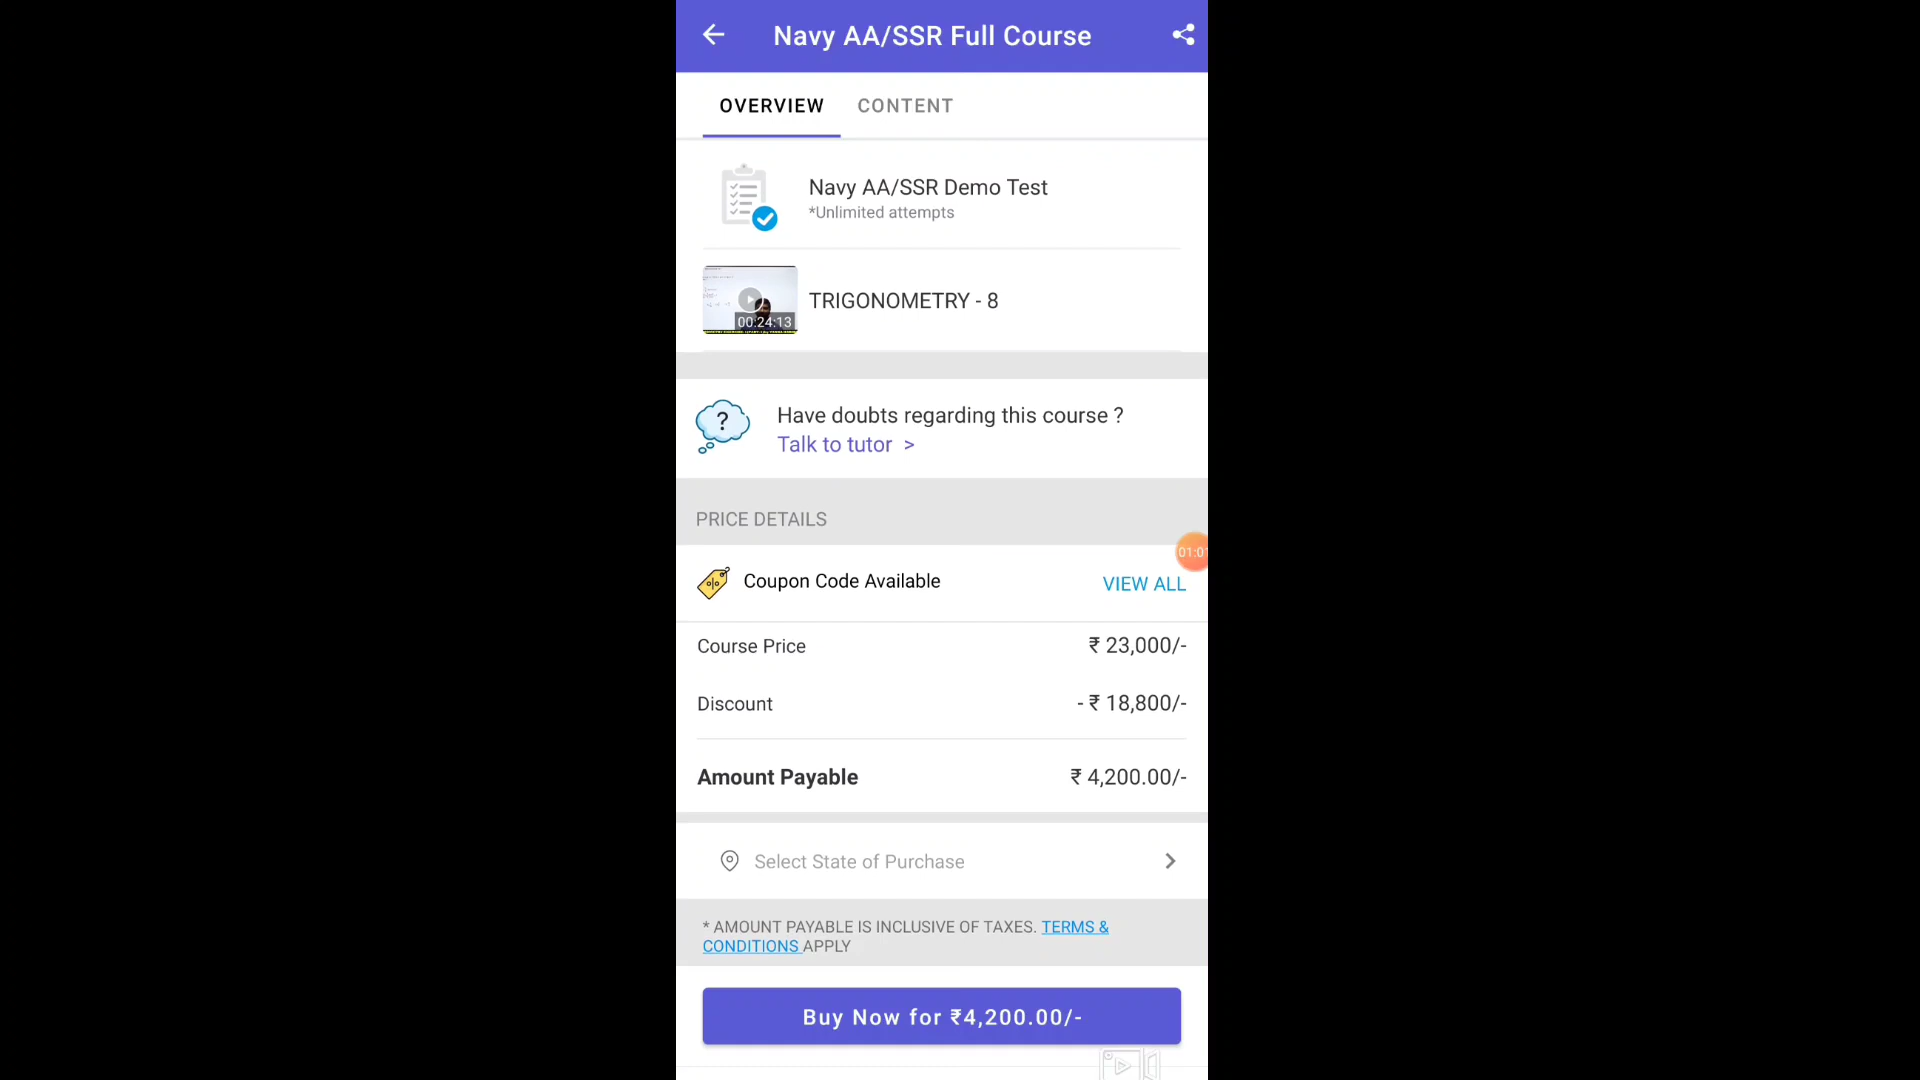 Navy AA/SSR Full Course
OVERVIEW CONTENT
Navy AA/SSR Demo Test
*Unlimited attempts
TRIGONOMETRY - 8
00:24:13
Have doubts regarding this course ?
Talk to tutor >
PRICE DETAILS
01:01
Coupon Code Available VIEW ALL
Course Price ₹ 23,000/-
Discount - ₹ 18,800/-
Amount Payable ₹ 4,200.00/-
Select State of Purchase
* AMOUNT PAYABLE IS INCLUSIVE OF TAXES. TERMS &
CONDITIONS APPLY
Buy Now for ₹4,200.00/-